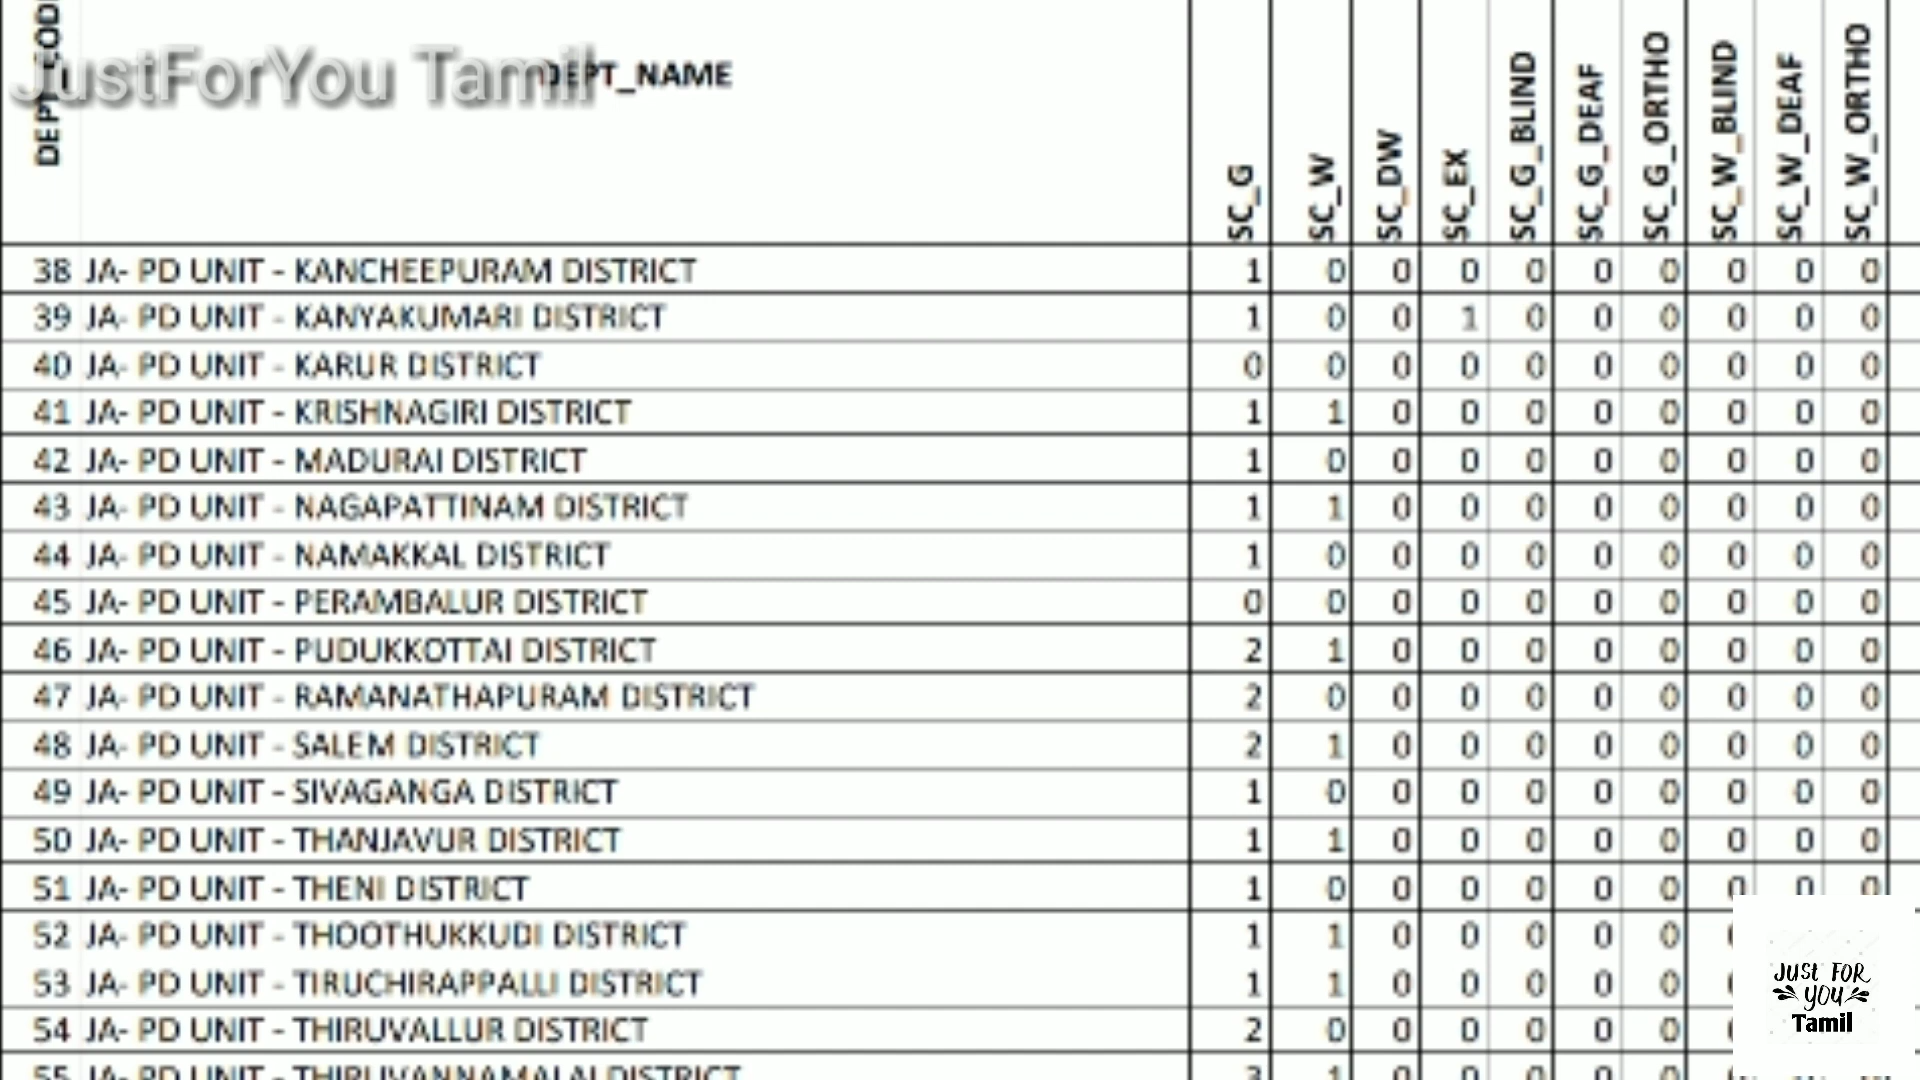 JustForYou Tamil
DEPT_CODE DEPT_NAME SC_G SC_W SC_DW SC_EX SC_G_BLIND SC_G_DEAF SC_G_ORTHO SC_W_BLIND SC_W_DEAF SC_W_ORTHO
38 JA- PD UNIT - KANCHEEPURAM DISTRICT 1 0 0 0 0 0 0 0 0 0
39 JA- PD UNIT - KANYAKUMARI DISTRICT 1 0 0 1 0 0 0 0 0 0
40 JA- PD UNIT - KARUR DISTRICT 0 0 0 0 0 0 0 0 0 0
41 JA- PD UNIT - KRISHNAGIRI DISTRICT 1 1 0 0 0 0 0 0 0 0
42 JA- PD UNIT - MADURAI DISTRICT 1 0 0 0 0 0 0 0 0 0
43 JA- PD UNIT - NAGAPATTINAM DISTRICT 1 1 0 0 0 0 0 0 0 0
44 JA- PD UNIT - NAMAKKAL DISTRICT 1 0 0 0 0 0 0 0 0 0
45 JA- PD UNIT - PERAMBALUR DISTRICT 0 0 0 0 0 0 0 0 0 0
46 JA- PD UNIT - PUDUKKOTTAI DISTRICT 2 1 0 0 0 0 0 0 0 0
47 JA- PD UNIT - RAMANATHAPURAM DISTRICT 2 0 0 0 0 0 0 0 0 0
48 JA- PD UNIT - SALEM DISTRICT 2 1 0 0 0 0 0 0 0 0
49 JA- PD UNIT - SIVAGANGA DISTRICT 1 0 0 0 0 0 0 0 0 0
50 JA- PD UNIT - THANJAVUR DISTRICT 1 1 0 0 0 0 0 0 0 0
51 JA- PD UNIT - THENI DISTRICT 1 0 0 0 0 0 0 0 0 0
52 JA- PD UNIT - THOOTHUKKUDI DISTRICT 1 1 0 0 0 0 0
53 JA- PD UNIT - TIRUCHIRAPPALLI DISTRICT 1 1 0 0 0 0 0
54 JA- PD UNIT - THIRUVALLUR DISTRICT 2 0 0 0 0 0 0
55 JA- PD UNIT - THIRUVANNAMALAI DISTRICT 3 1 0 0 0 0 0
JUST FOR
YOU
Tamil